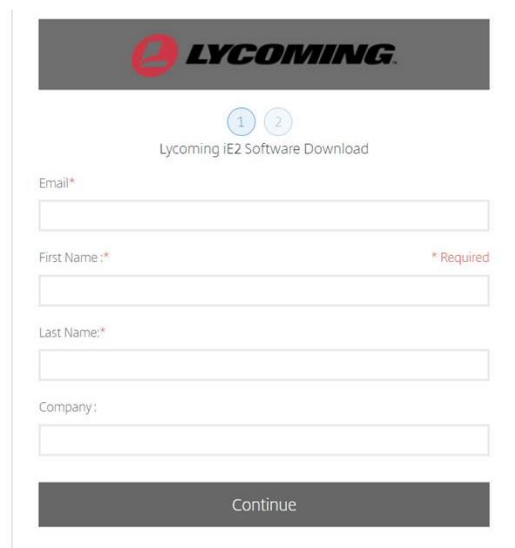 LYCOMING.
1 2
Lycoming iE2 Software Download
Email*
First Name :* * Required
Last Name:*
Company :
Continue